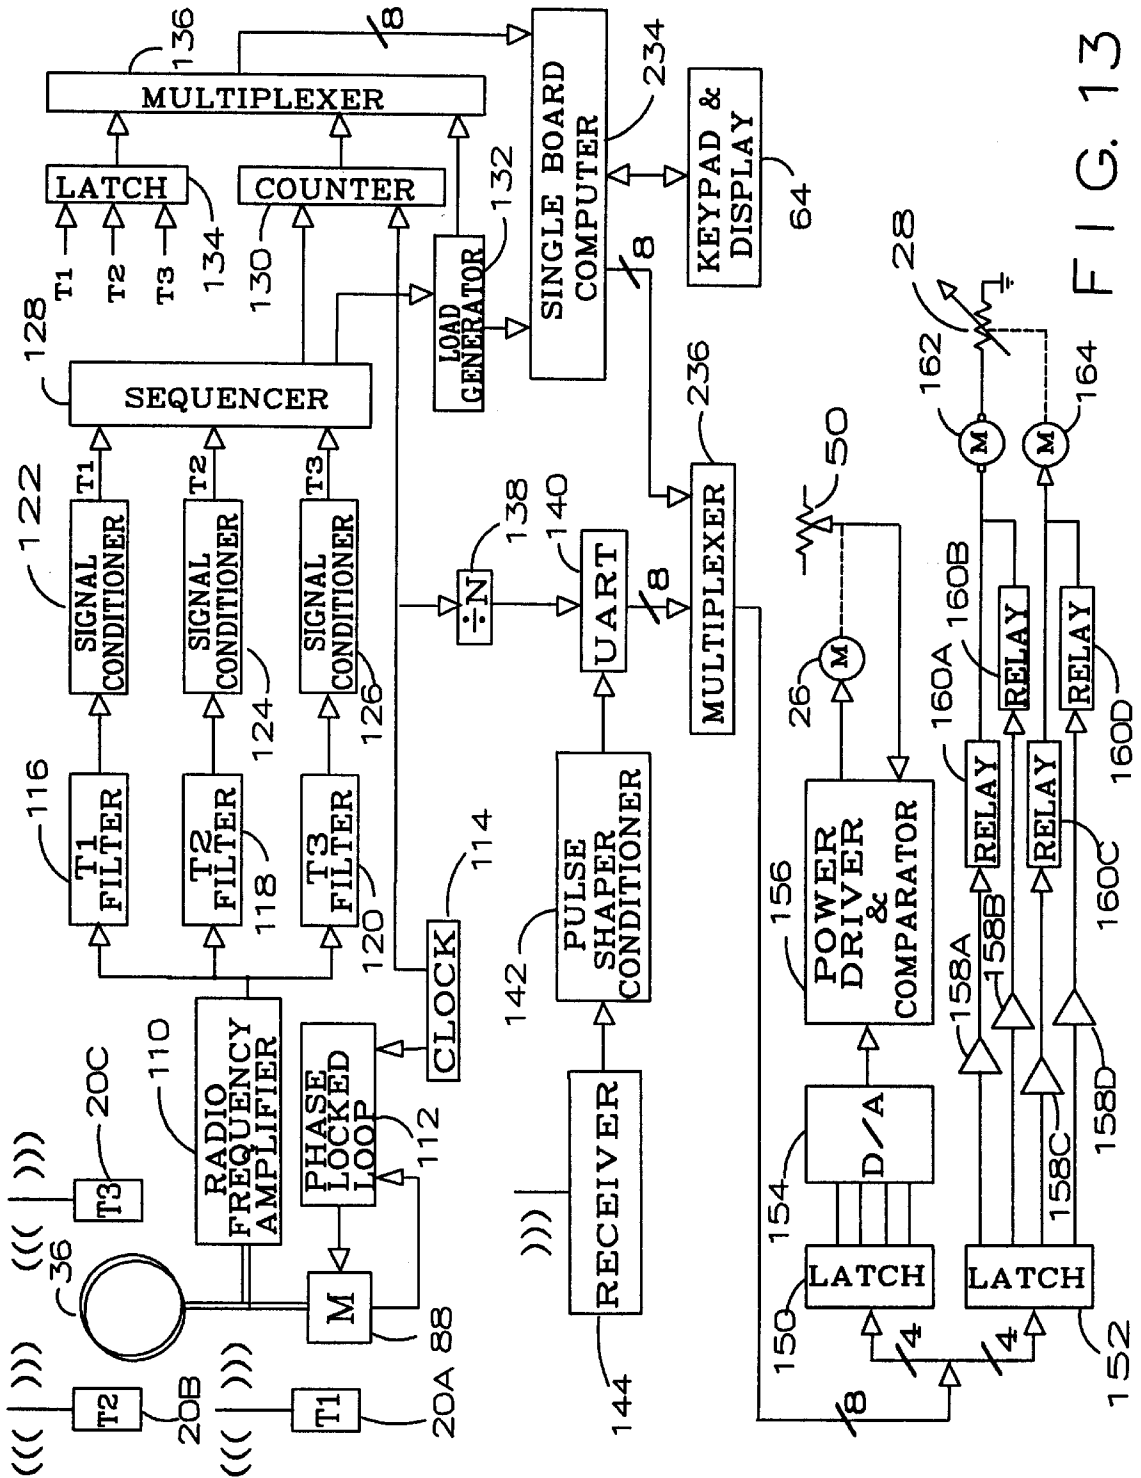 T2
20B
T1
20A
36
T3
20C
M
88
RADIO
FREQUENCY
AMPLIFIER
110
PHASE
LOCKED
LOOP
112
CLOCK
114
T1
FILTER
116
T2
FILTER
118
T3
FILTER
120
SIGNAL
CONDITIONER
122
SIGNAL
CONDITIONER
124
SIGNAL
CONDITIONER
126
T1
T2
T3
SEQUENCER
128
T1
T2
T3
LATCH
134
COUNTER
130
LOAD
GENERATOR
132
MULTIPLEXER
136
8
SINGLE BOARD
COMPUTER
234
KEYPAD &
DISPLAY
64
8
÷N
138
UART
140
8
MULTIPLEXER
236
RECEIVER
144
PULSE
SHAPER
CONDITIONER
142
8
4
4
LATCH
150
LATCH
152
D/A
154
POWER
DRIVER
&
COMPARATOR
156
M
26
50
158A
158B
158C
158D
RELAY
160A
RELAY
160B
RELAY
160C
RELAY
160D
M
162
M
164
28
FIG. 13